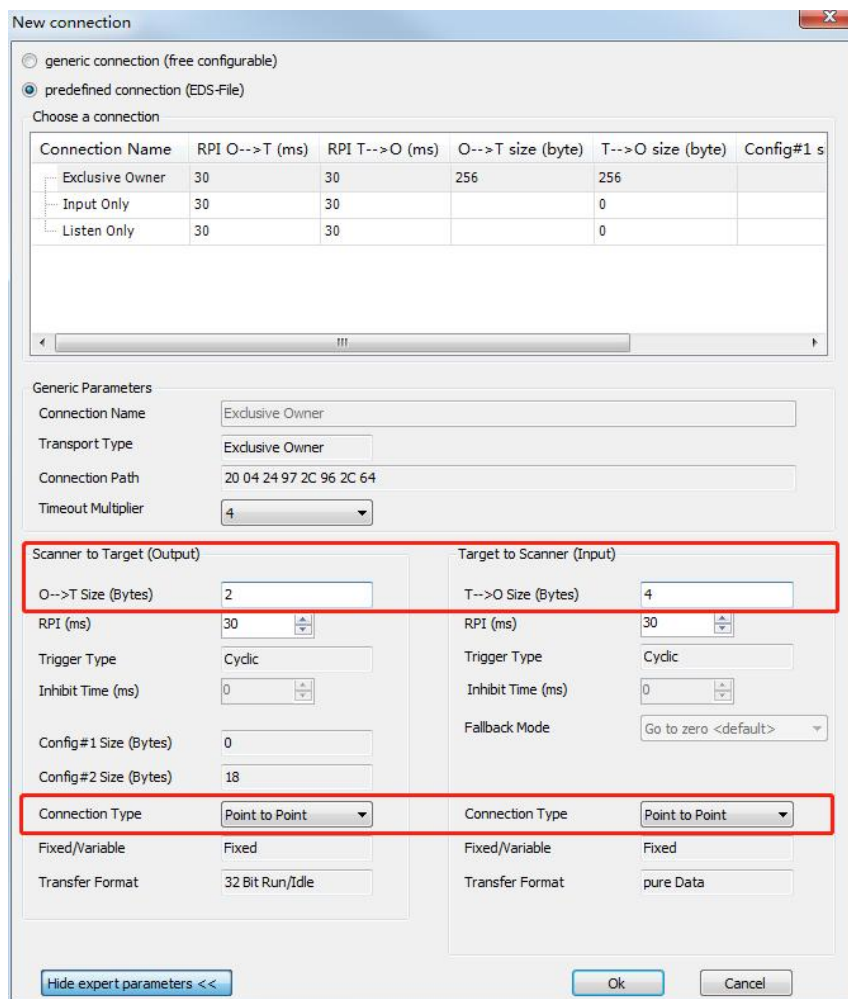 New connection
generic connection (free configurable)
predefined connection (EDS-File)
Choose a connection
Connection Name RPI O-->T (ms) RPI T-->O (ms) O-->T size (byte) T-->O size (byte) Config#1 s
Exclusive Owner 30 30 256 256
Input Only 30 30 0
Listen Only 30 30 0
Generic Parameters
Connection Name Exclusive Owner
Transport Type Exclusive Owner
Connection Path 20 04 24 97 2C 96 2C 64
Timeout Multiplier 4
Scanner to Target (Output) Target to Scanner (Input)
O-->T Size (Bytes) 2 T-->O Size (Bytes) 4
RPI (ms) 30 RPI (ms) 30
Trigger Type Cyclic Trigger Type Cyclic
Inhibit Time (ms) 0 Inhibit Time (ms) 0
Fallback Mode Go to zero <default>
Config#1 Size (Bytes) 0
Config#2 Size (Bytes) 18
Connection Type Point to Point Connection Type Point to Point
Fixed/Variable Fixed Fixed/Variable Fixed
Transfer Format 32 Bit Run/Idle Transfer Format pure Data
Hide expert parameters << Ok Cancel